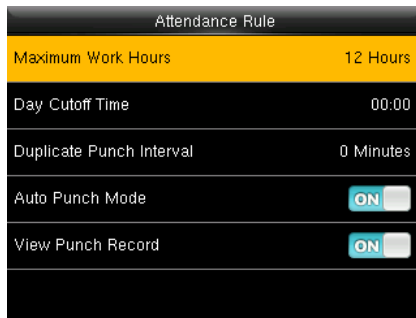 Attendance Rule
Maximum Work Hours 12 Hours
Day Cutoff Time 00:00
Duplicate Punch Interval 0 Minutes
Auto Punch Mode ON
View Punch Record ON